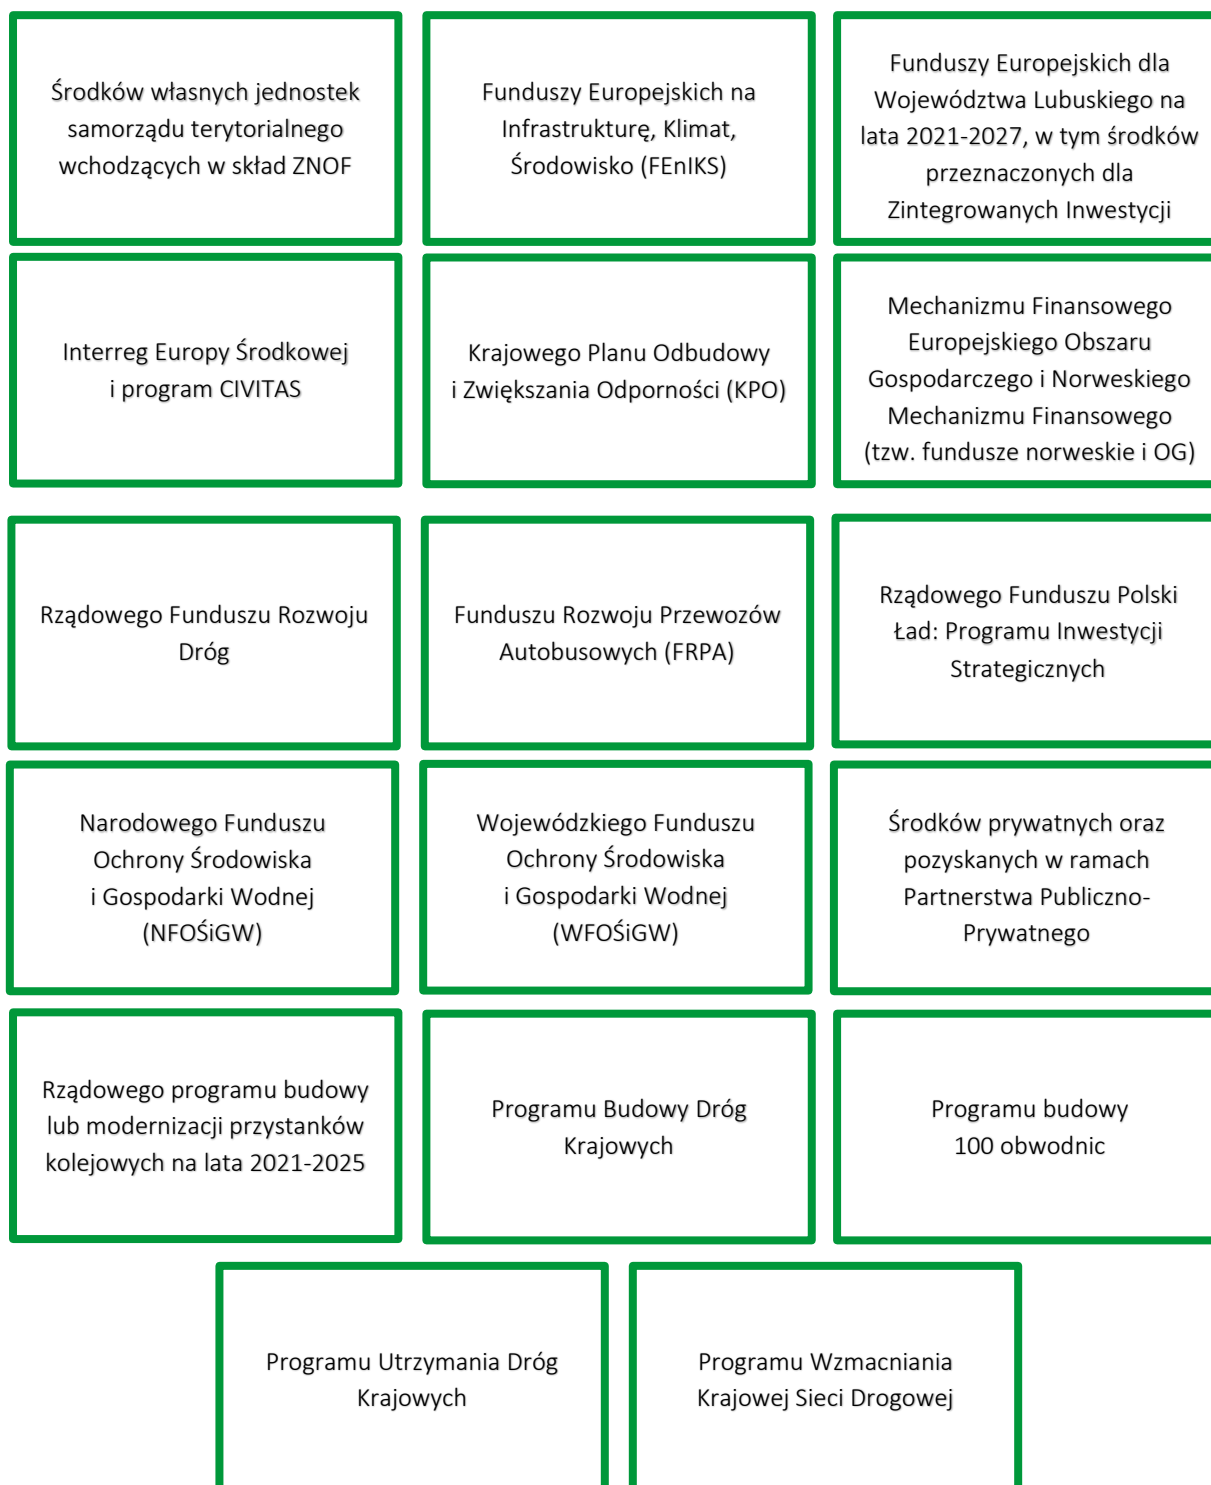 Środków własnych jednostek
samorządu terytorialnego
wchodzących w skład ZNOF
Funduszy Europejskich na
Infrastrukturę, Klimat,
Środowisko (FEnIKS)
Funduszy Europejskich dla
Województwa Lubuskiego na
lata 2021-2027, w tym środków
przeznaczonych dla
Zintegrowanych Inwestycji
Interreg Europy Środkowej
i program CIVITAS
Krajowego Planu Odbudowy
i Zwiększania Odporności (KPO)
Mechanizmu Finansowego
Europejskiego Obszaru
Gospodarczego i Norweskiego
Mechanizmu Finansowego
(tzw. fundusze norweskie i OG)
Rządowego Funduszu Rozwoju
Dróg
Funduszu Rozwoju Przewozów
Autobusowych (FRPA)
Rządowego Funduszu Polski
Ład: Programu Inwestycji
Strategicznych
Narodowego Funduszu
Ochrony Środowiska
i Gospodarki Wodnej
(NFOŚiGW)
Wojewódzkiego Funduszu
Ochrony Środowiska
i Gospodarki Wodnej
(WFOŚiGW)
Środków prywatnych oraz
pozyskanych w ramach
Partnerstwa Publiczno-
Prywatnego
Rządowego programu budowy
lub modernizacji przystanków
kolejowych na lata 2021-2025
Programu Budowy Dróg
Krajowych
Programu budowy
100 obwodnic
Programu Utrzymania Dróg
Krajowych
Programu Wzmacniania
Krajowej Sieci Drogowej